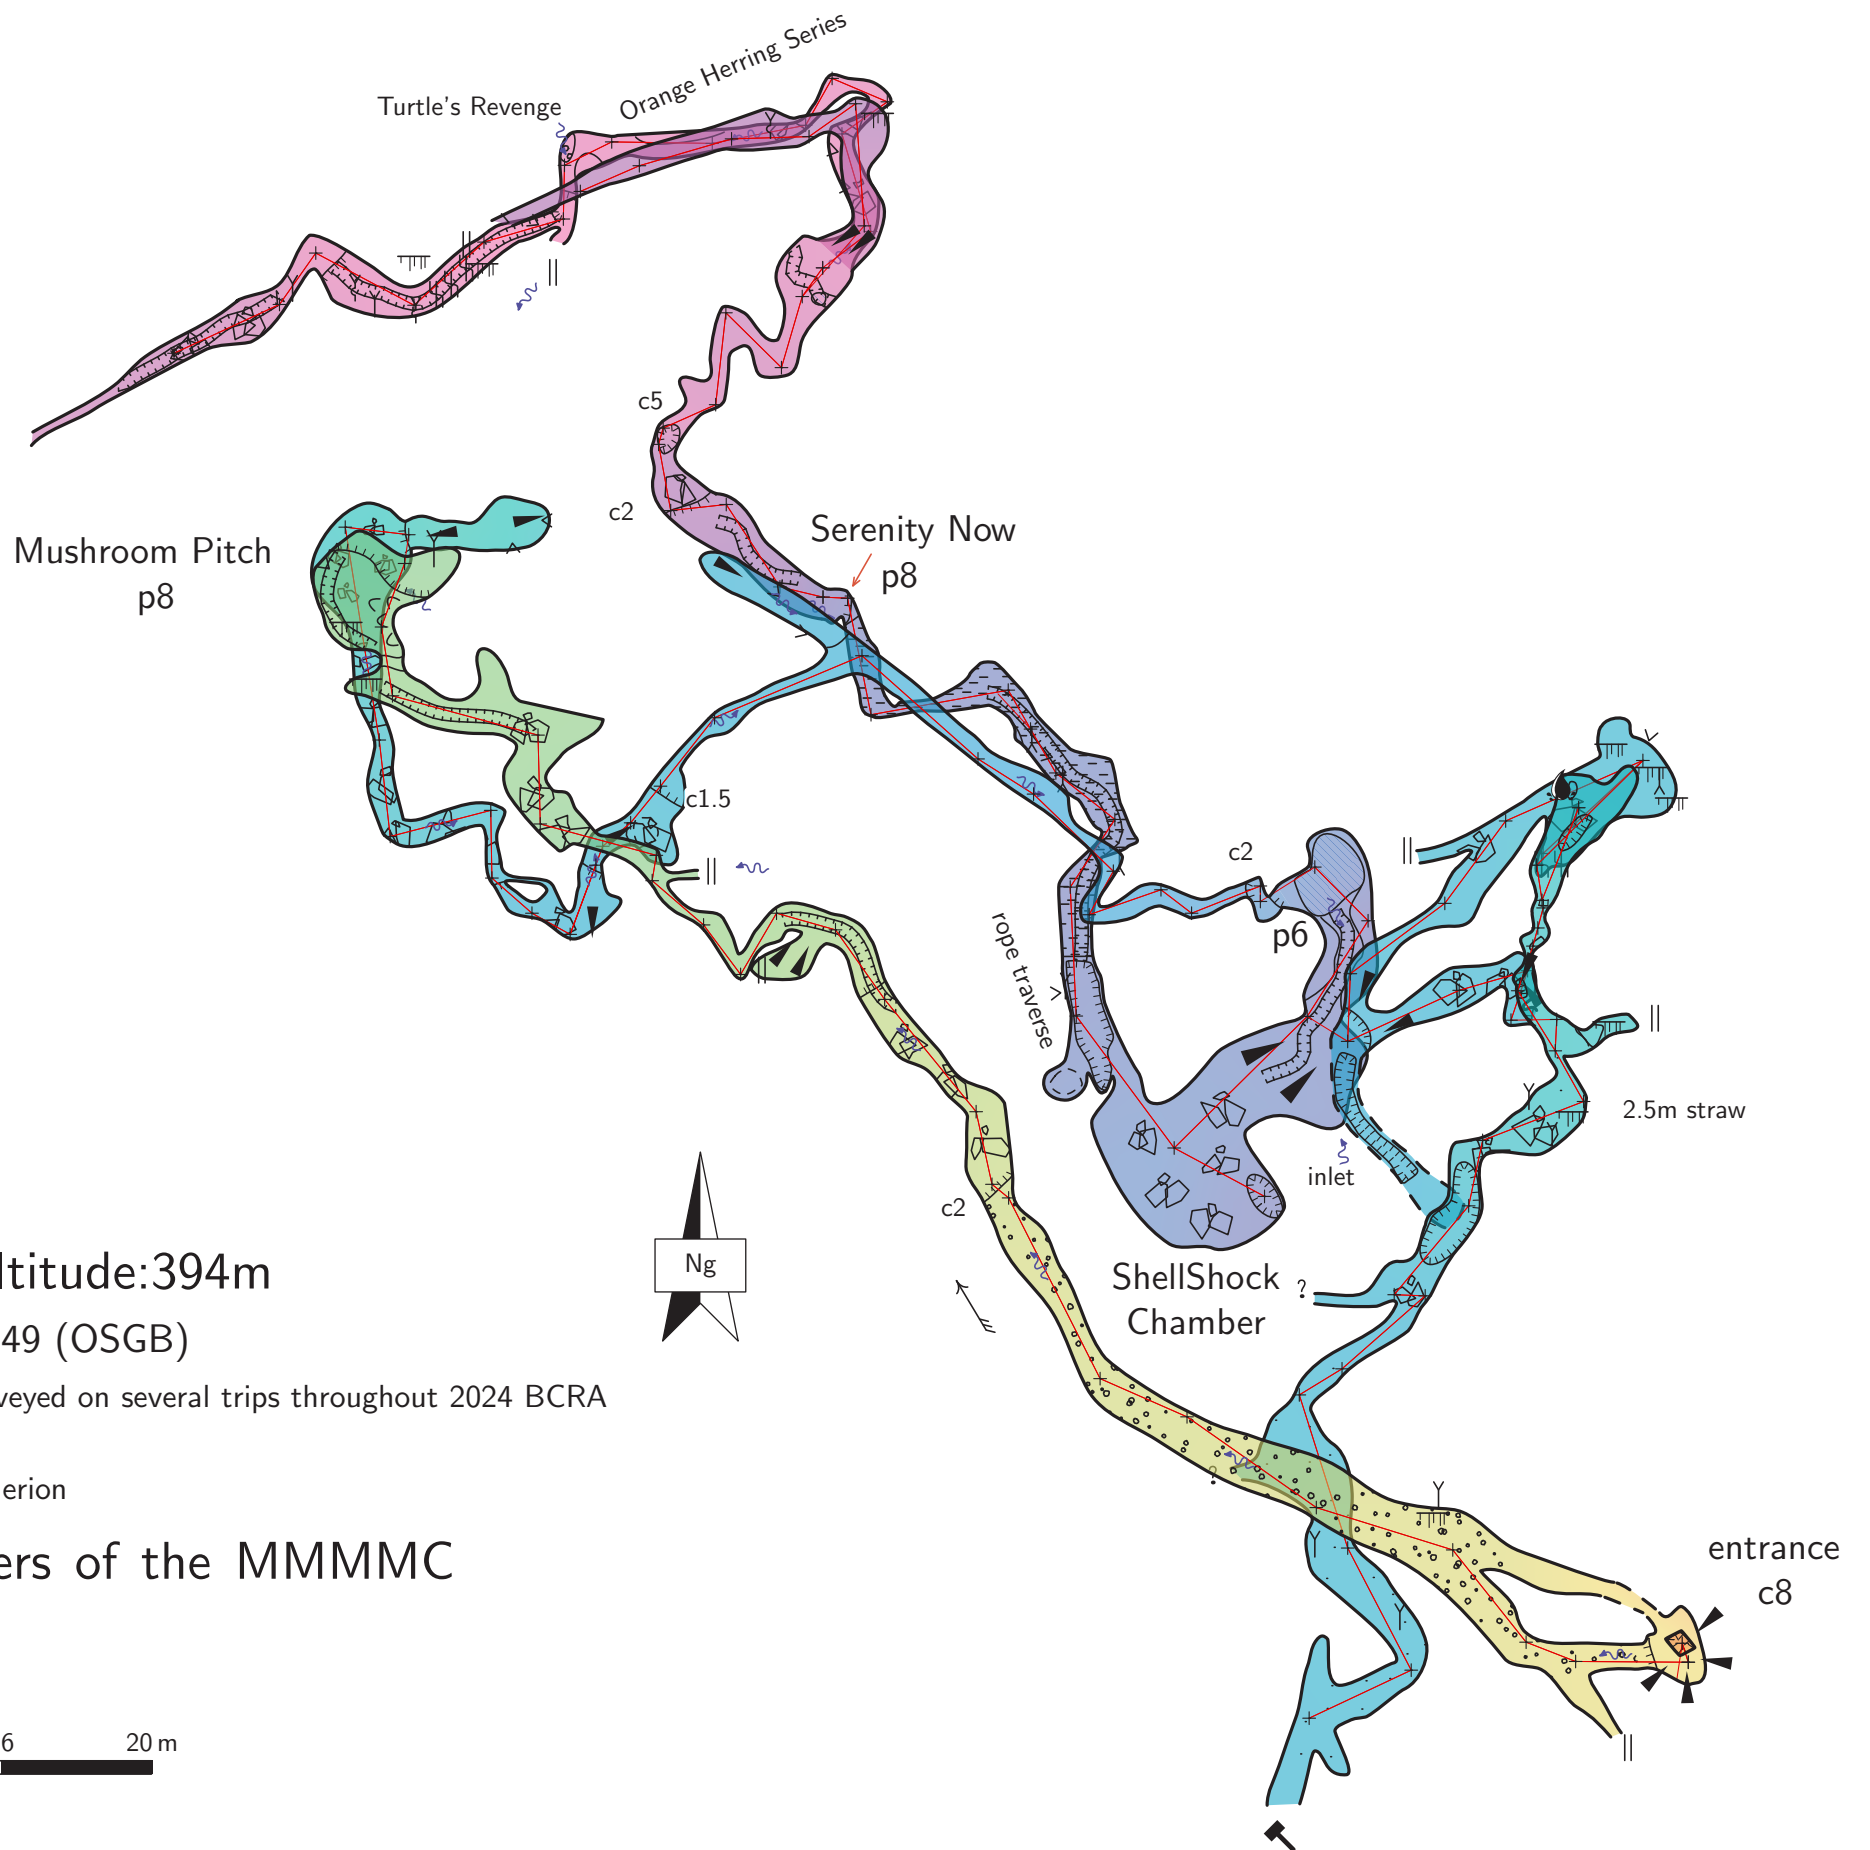 Orange Herring Series
Turtle's Revenge
c5
c2
Serenity Now
p8
Mushroom Pitch
p8
c1.5
c2
p6
rope traverse
2.5m straw
inlet
c2
Ng
ltitude:394m
ShellShock
Chamber
?
49 (OSGB)
veyed on several trips throughout 2024 BCRA
?
erion
ers of the MMMMC
entrance
c8
6
20 m